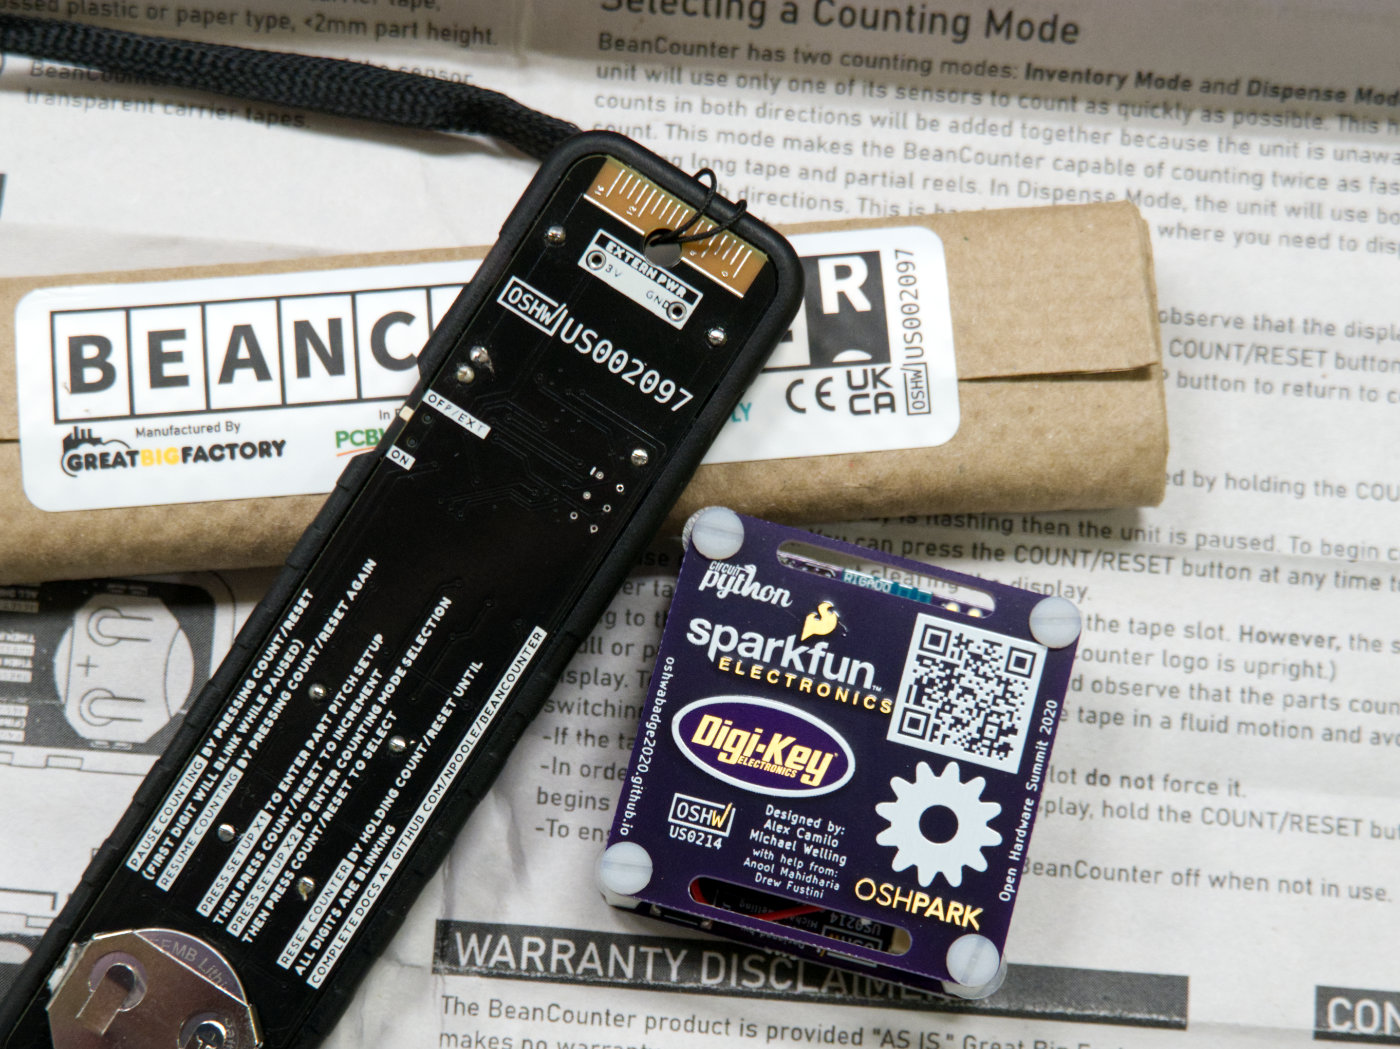 Selecting a Counting Mode
BeanCounter has two counting modes: Inventory Mode and Dispense Mod
unit will use only one of its sensors to count as quickly as possible. This
counts in both directions will be added together because the unit is unawa
count. This mode makes the BeanCounter capable of counting twice as fas
long tape and partial reels. In Dispense Mode, the unit will use bo
directions. This is
where you need to dis
observe that the displa
COUNT/RESET button
button to return to c
ed by holding the COU
is flashing then the unit is paused. To begin c
can press the COUNT/RESET button at any time t
clearing the display.
the tape slot. However, the s
ounter logo is upright.)
d observe that the parts coun
tape in a fluid motion and avo
-If the ta
-In orde
begins
-To en
lot do not force it.
splay, hold the COUNT/RESET bu
BeanCounter off when not in use.
or paper type, <2mm part height.
transparent carrier tapes.
BEANC
R
Manufactured By
GREATBIGFACTORY
PCBW
LY
CE UKCA
OSHW US002097
EXTERN PWR
3V
GND
OSHW US002097
OFF/EXT
ON
PAUSE COUNTING BY PRESSING COUNT/RESET
(FIRST DIGIT WILL BLINK WHILE PAUSED)
RESUME COUNTING BY PRESSING COUNT/RESET AGAIN
PRESS SETUP X1 TO ENTER PART PITCH SETUP
THEN PRESS COUNT/RESET TO INCREMENT
PRESS SETUP X2 TO ENTER COUNTING MODE SELECTION
THEN PRESS COUNT/RESET TO SELECT
RESET COUNTER BY HOLDING COUNT/RESET UNTIL
ALL DIGITS ARE BLINKING
COMPLETE DOCS AT GITHUB.COM/NPOOLE/BEANCOUNTER
circuit
python
sparkfun™
ELECTRONICS
Digi-Key
ELECTRONICS
OSHW
US0214
Designed by:
Alex Camilo
Michael Welling
with help from:
Anool Mahidharia
Drew Fustini
OSHPARK
oshwabadge2020.github.io
Open Hardware Summit 2020
WARRANTY DISCLAIMER
The BeanCounter product is provided "AS IS." Great Big
makes no warranty
CON